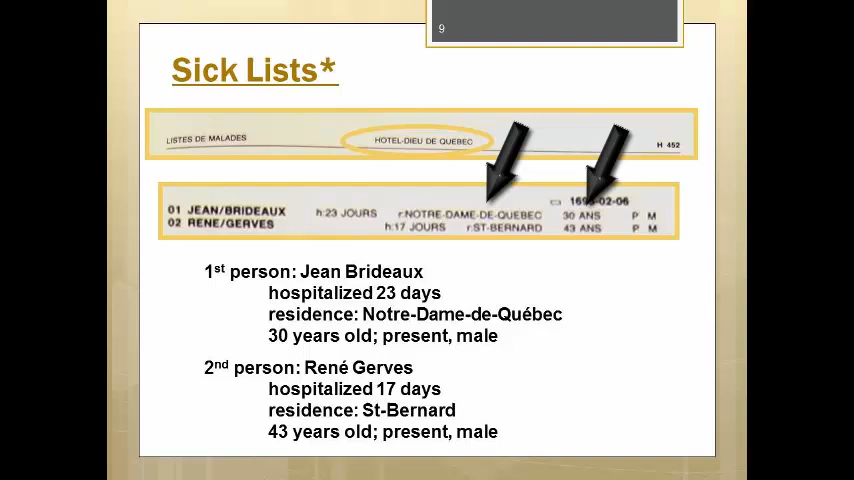 9
Sick Lists*
LISTES DE MALADES HOTEL-DIEU DE QUEBEC H 452
01 JEAN/BRIDEAUX h:23 JOURS r:NOTRE-DAME-DE-QUEBEC 30 ANS P M
02 RENE/GERVES h:17 JOURS r:ST-BERNARD 43 ANS P M
1st person: Jean Brideaux
hospitalized 23 days
residence: Notre-Dame-de-Québec
30 years old; present, male
2nd person: René Gerves
hospitalized 17 days
residence: St-Bernard
43 years old; present, male